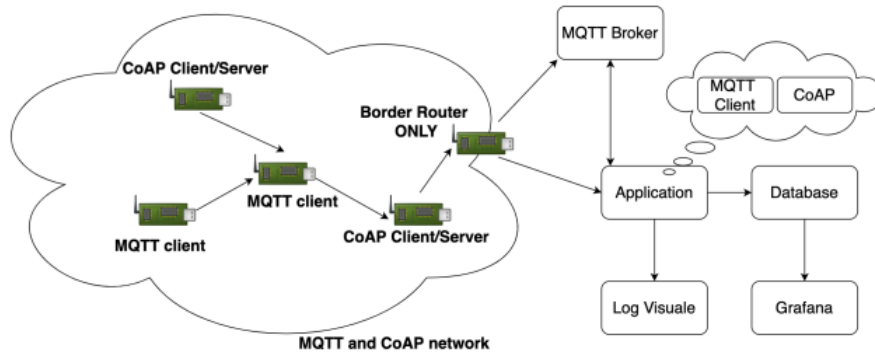 MQTT Broker
CoAP Client/Server
MQTT
Client
CoAP
Border Router
ONLY
MQTT client
Application
Database
MQTT client
CoAP Client/Server
Log Visuale
Grafana
MQTT and CoAP network